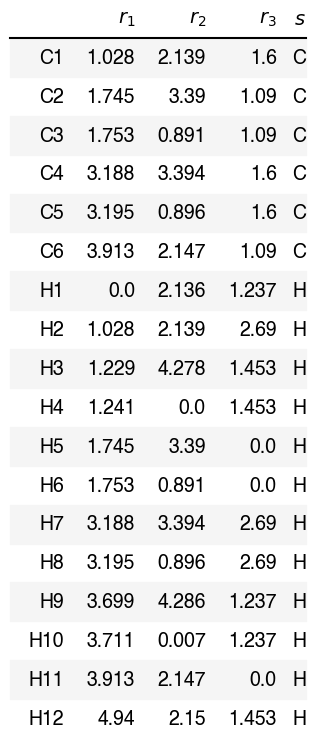 r₁ r₂ r₃ s
C1 1.028 2.139 1.6 C
C2 1.745 3.39 1.09 C
C3 1.753 0.891 1.09 C
C4 3.188 3.394 1.6 C
C5 3.195 0.896 1.6 C
C6 3.913 2.147 1.09 C
H1 0.0 2.136 1.237 H
H2 1.028 2.139 2.69 H
H3 1.229 4.278 1.453 H
H4 1.241 0.0 1.453 H
H5 1.745 3.39 0.0 H
H6 1.753 0.891 0.0 H
H7 3.188 3.394 2.69 H
H8 3.195 0.896 2.69 H
H9 3.699 4.286 1.237 H
H10 3.711 0.007 1.237 H
H11 3.913 2.147 0.0 H
H12 4.94 2.15 1.453 H